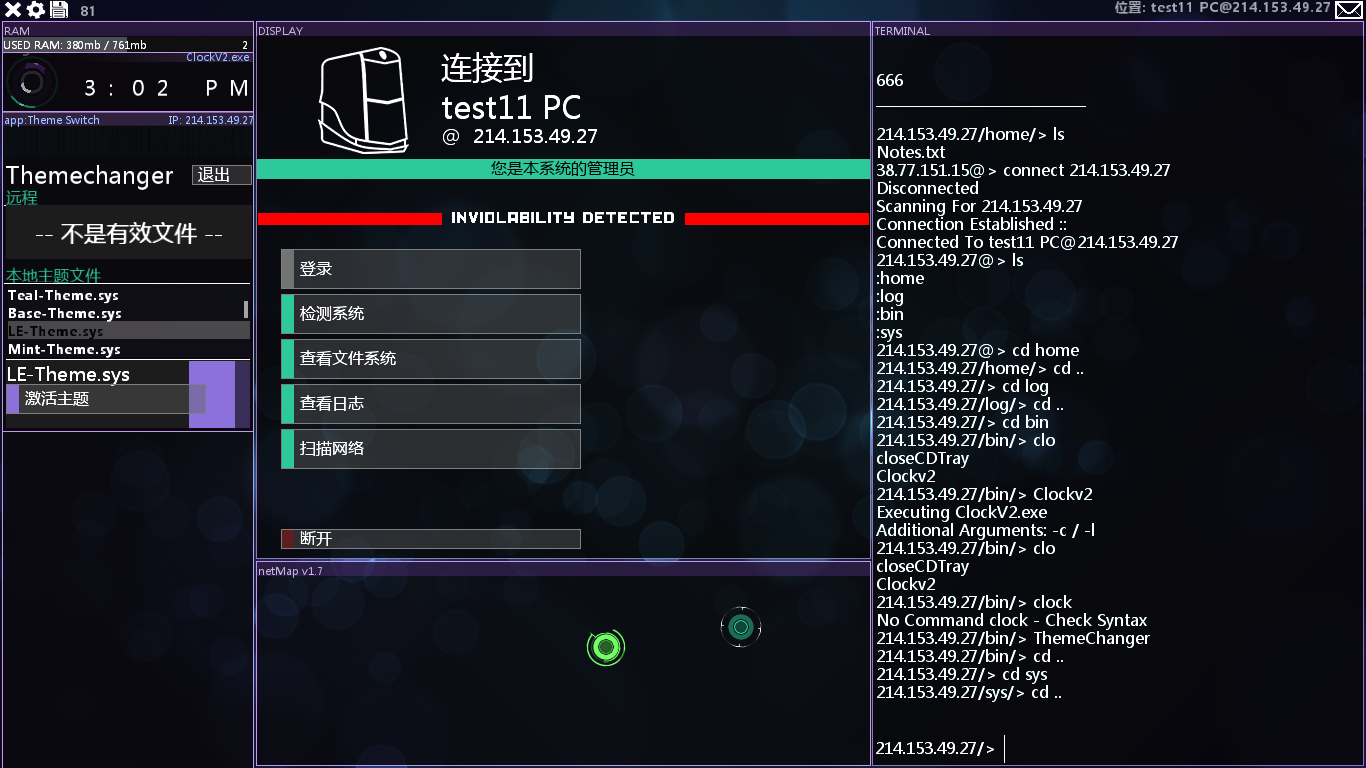 81
位置: test11 PC@214.153.49.27
RAM
USED RAM: 380mb / 761mb 2
ClockV2.exe
3 : 02 PM
app:Theme Switch IP: 214.153.49.27
Themechanger 退出
远程
-- 不是有效文件 --
本地主题文件
Teal-Theme.sys
Base-Theme.sys
LE-Theme.sys
Mint-Theme.sys
LE-Theme.sys
激活主题
DISPLAY
连接到
test11 PC
@ 214.153.49.27
您是本系统的管理员
INVIOLABILITY DETECTED
登录
检测系统
查看文件系统
查看日志
扫描网络
断开
netMap v1.7
TERMINAL
666
214.153.49.27/home/> ls
Notes.txt
38.77.151.15@> connect 214.153.49.27
Disconnected
Scanning For 214.153.49.27
Connection Established ::
Connected To test11 PC@214.153.49.27
214.153.49.27@> ls
:home
:log
:bin
:sys
214.153.49.27@> cd home
214.153.49.27/home/> cd ..
214.153.49.27/> cd log
214.153.49.27/log/> cd ..
214.153.49.27/> cd bin
214.153.49.27/bin/> clo
closeCDTray
Clockv2
214.153.49.27/bin/> Clockv2
Executing ClockV2.exe
Additional Arguments: -c / -l
214.153.49.27/bin/> clo
closeCDTray
Clockv2
214.153.49.27/bin/> clock
No Command clock - Check Syntax
214.153.49.27/bin/> ThemeChanger
214.153.49.27/bin/> cd ..
214.153.49.27/> cd sys
214.153.49.27/sys/> cd ..
214.153.49.27/>